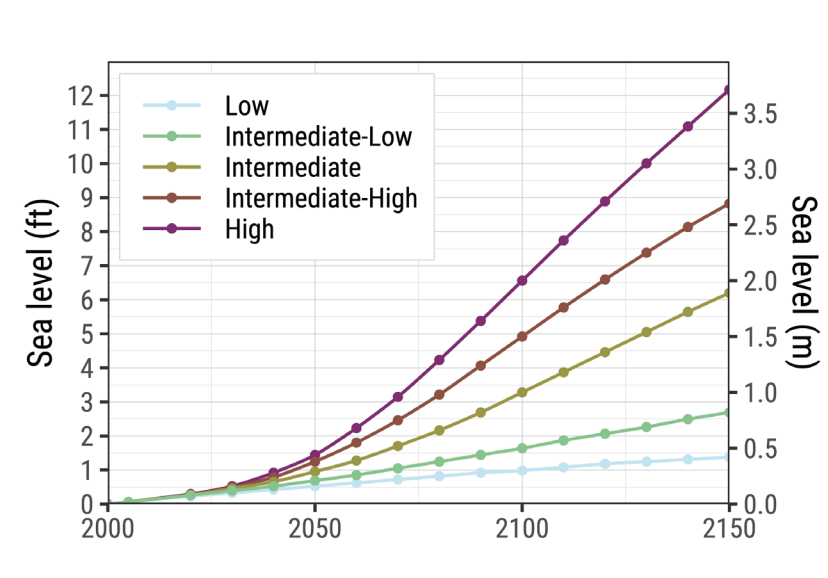 Low
Intermediate-Low
Intermediate
Intermediate-High
High
Sea level (ft)
12
11
10
9
8
7
6
5
4
3
2
1
0
3.5
3.0
2.5
2.0
1.5
1.0
0.5
0.0
Sea level (m)
2000 2050 2100 2150